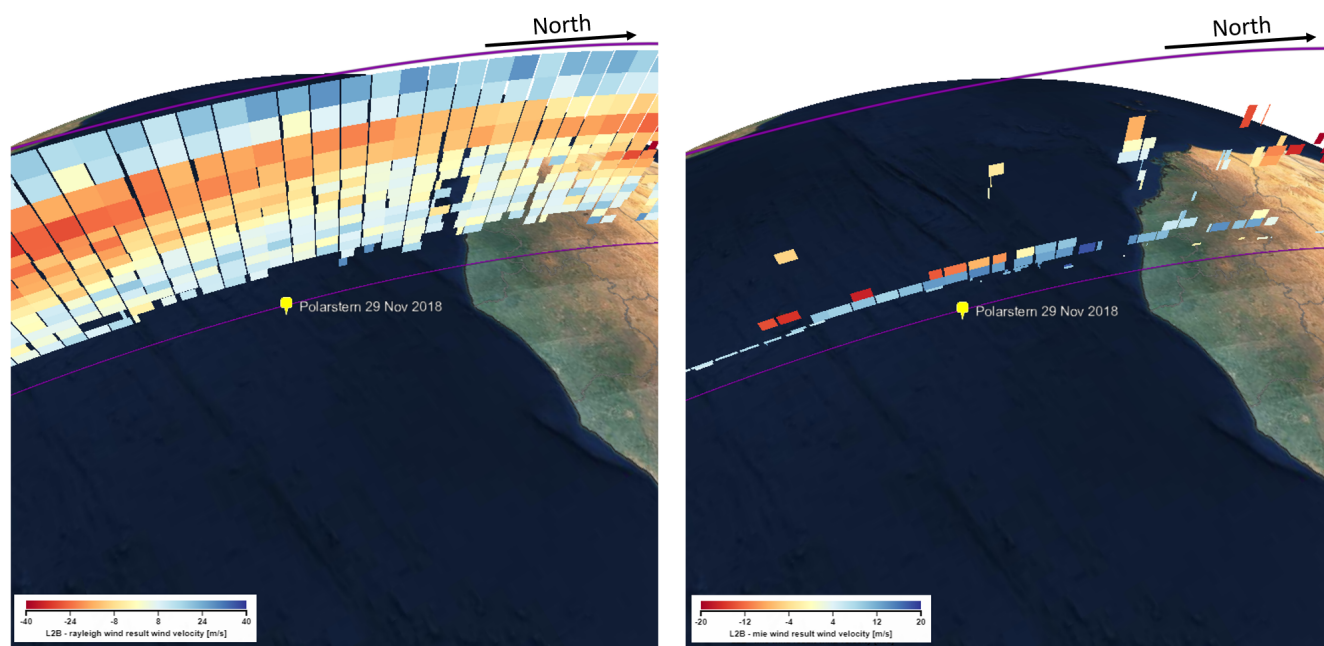 North
Polarstern 29 Nov 2018
-40 -24 -8 8 24 40
L2B - rayleigh wind result wind velocity [m/s]
North
Polarstern 29 Nov 2018
-20 -12 -4 4 12 20
L2B - mie wind result wind velocity [m/s]